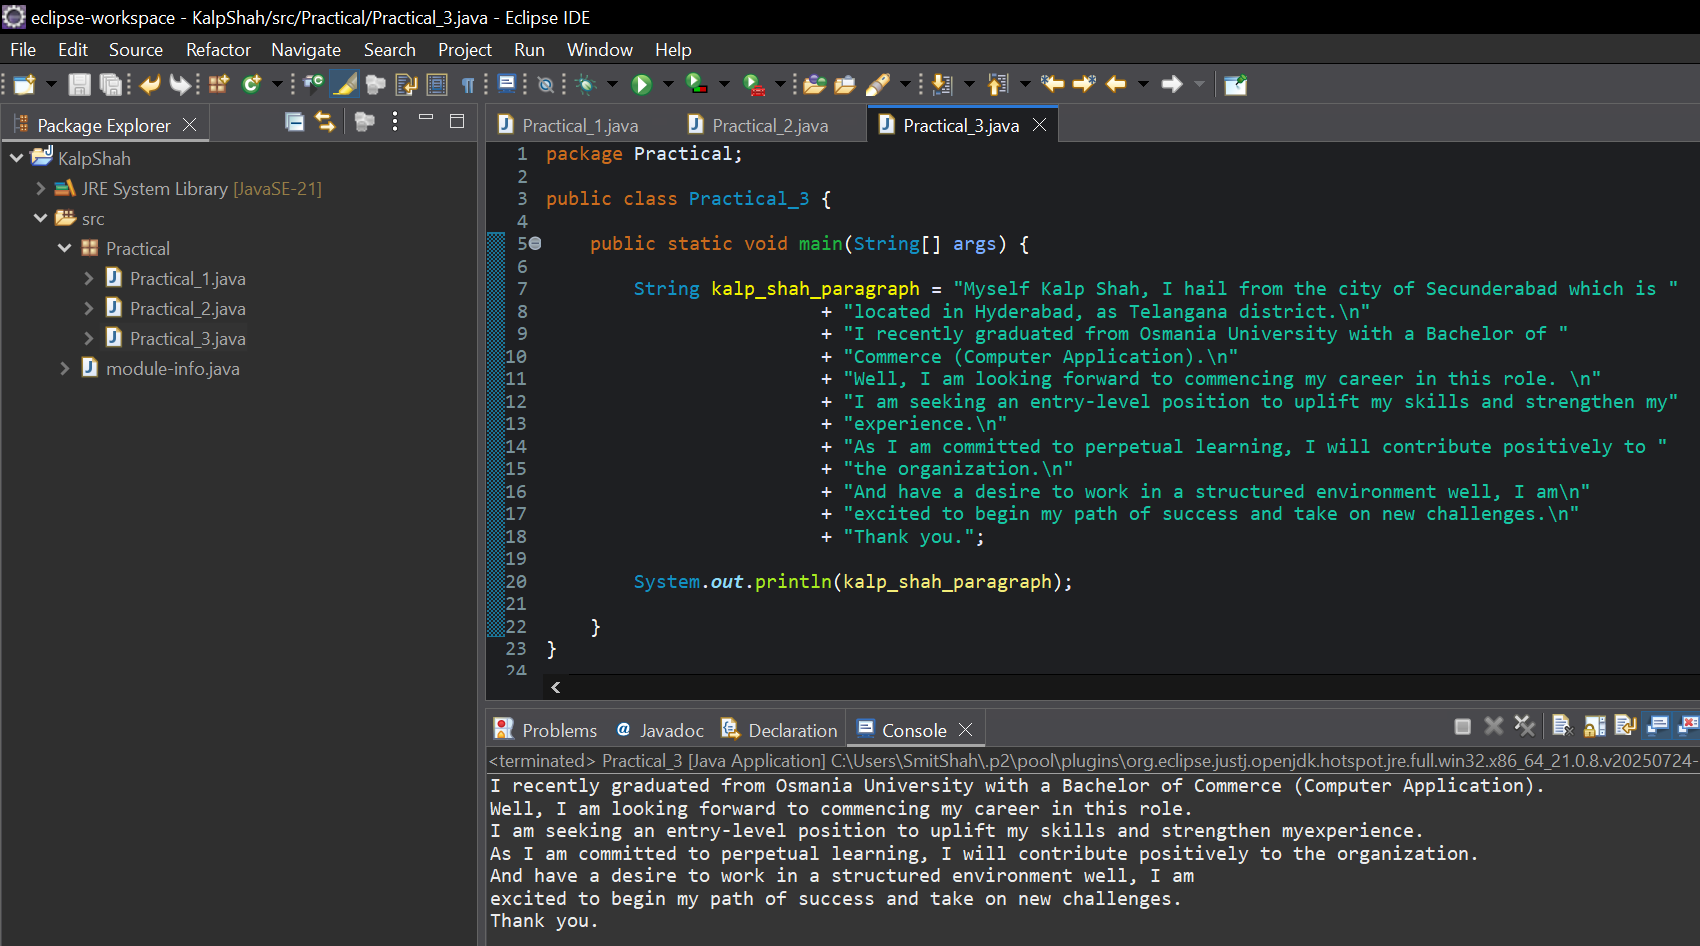 eclipse-workspace - KalpShah/src/Practical/Practical_3.java - Eclipse IDE
File Edit Source Refactor Navigate Search Project Run Window Help
Package Explorer
KalpShah
JRE System Library [JavaSE-21]
src
Practical
Practical_1.java
Practical_2.java
Practical_3.java
module-info.java
Practical_1.java Practical_2.java Practical_3.java
1 package Practical;
2
3 public class Practical_3 {
4
5 public static void main(String[] args) {
6
7 String kalp_shah_paragraph = "Myself Kalp Shah, I hail from the city of Secunderabad which is "
8 + "located in Hyderabad, as Telangana district.\n"
9 + "I recently graduated from Osmania University with a Bachelor of "
10 + "Commerce (Computer Application).\n"
11 + "Well, I am looking forward to commencing my career in this role. \n"
12 + "I am seeking an entry-level position to uplift my skills and strengthen my"
13 + "experience.\n"
14 + "As I am committed to perpetual learning, I will contribute positively to "
15 + "the organization.\n"
16 + "And have a desire to work in a structured environment well, I am\n"
17 + "excited to begin my path of success and take on new challenges.\n"
18 + "Thank you.";
19
20 System.out.println(kalp_shah_paragraph);
21
22 }
23 }
24
Problems Javadoc Declaration Console
<terminated> Practical_3 [Java Application] C:\Users\SmitShah\.p2\pool\plugins\org.eclipse.justj.openjdk.hotspot.jre.full.win32.x86_64_21.0.8.v20250724-
I recently graduated from Osmania University with a Bachelor of Commerce (Computer Application).
Well, I am looking forward to commencing my career in this role.
I am seeking an entry-level position to uplift my skills and strengthen myexperience.
As I am committed to perpetual learning, I will contribute positively to the organization.
And have a desire to work in a structured environment well, I am
excited to begin my path of success and take on new challenges.
Thank you.